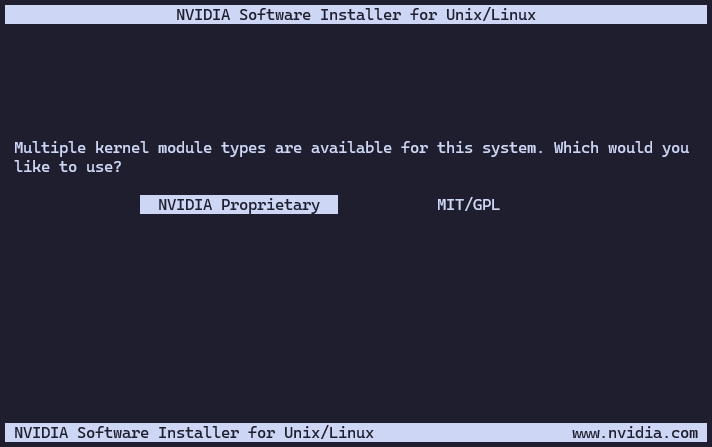 NVIDIA Software Installer for Unix/Linux
Multiple kernel module types are available for this system. Which would you
like to use?
NVIDIA Proprietary MIT/GPL
NVIDIA Software Installer for Unix/Linux www.nvidia.com